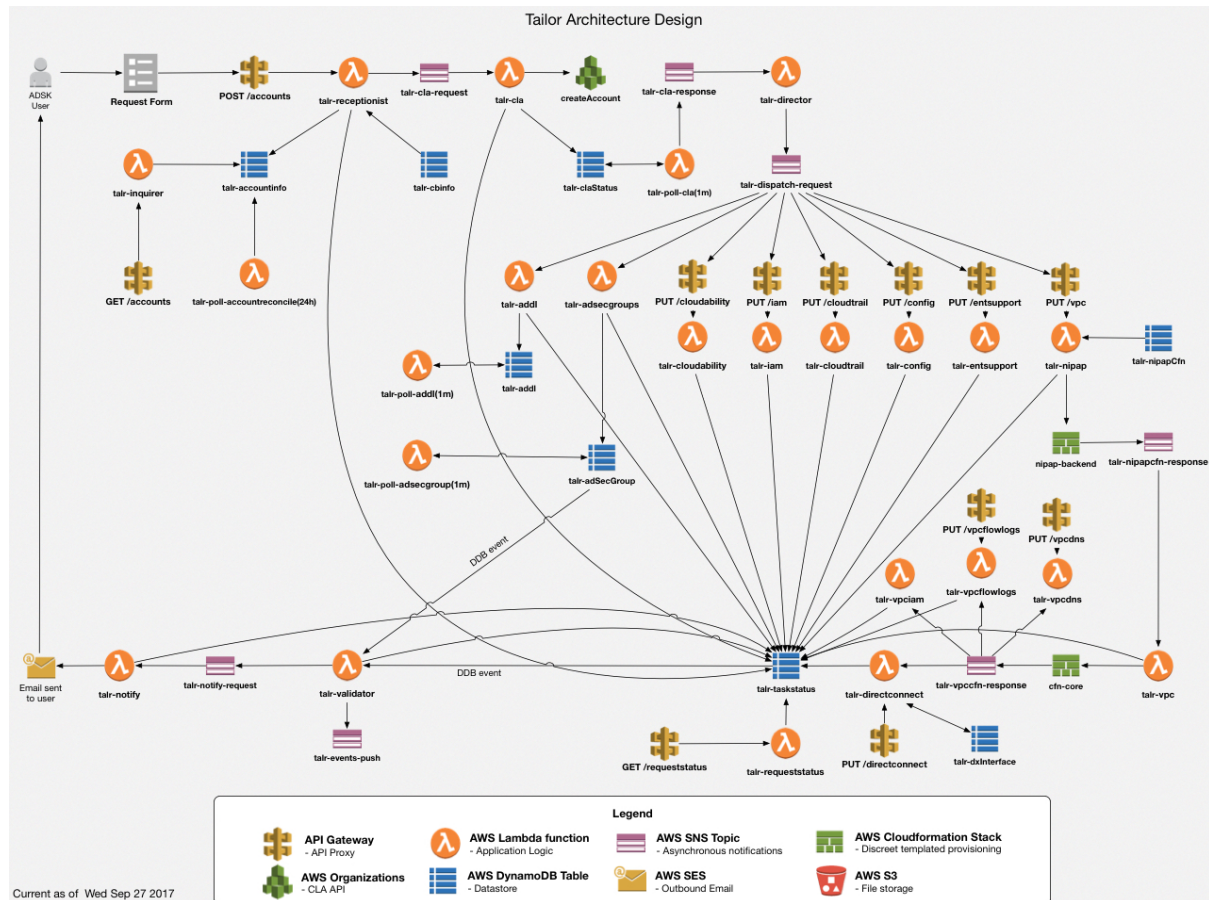 Tailor Architecture Design
ADSK
User
Request Form
POST /accounts
talr-receptionist
talr-cla-request
talr-cla
createAccount
talr-cla-response
talr-director
talr-inquirer
talr-accountinfo
talr-cbinfo
talr-claStatus
talr-poll-cla(1m)
talr-dispatch-request
GET /accounts
talr-poll-accountreconcile(24h)
talr-addl
talr-adsecgroups
PUT /cloudability
PUT /iam
PUT /cloudtrail
PUT /config
PUT /entsupport
PUT /vpc
talr-cloudability
talr-iam
talr-cloudtrail
talr-config
talr-entsupport
talr-nipap
talr-nipapCfn
talr-poll-addl(1m)
talr-addl
talr-poll-adsecgroup(1m)
talr-adSecGroup
nipap-backend
talr-nipapcfn-response
DDB event
PUT /vpcflowlogs
PUT /vpcdns
talr-vpciam
talr-vpcflowlogs
talr-vpcdns
Email sent
to user
talr-notify
talr-notify-request
talr-validator
DDB event
talr-taskstatus
talr-directconnect
talr-vpccfn-response
cfn-core
talr-vpc
talr-events-push
GET /requeststatus
talr-requeststatus
PUT /directconnect
talr-dxInterface
Legend
API Gateway
- API Proxy
AWS Lambda function
- Application Logic
AWS SNS Topic
- Asynchronous notifications
AWS Cloudformation Stack
- Discreet templated provisioning
AWS Organizations
- CLA API
AWS DynamoDB Table
- Datastore
AWS SES
- Outbound Email
AWS S3
- File storage
Current as of Wed Sep 27 2017